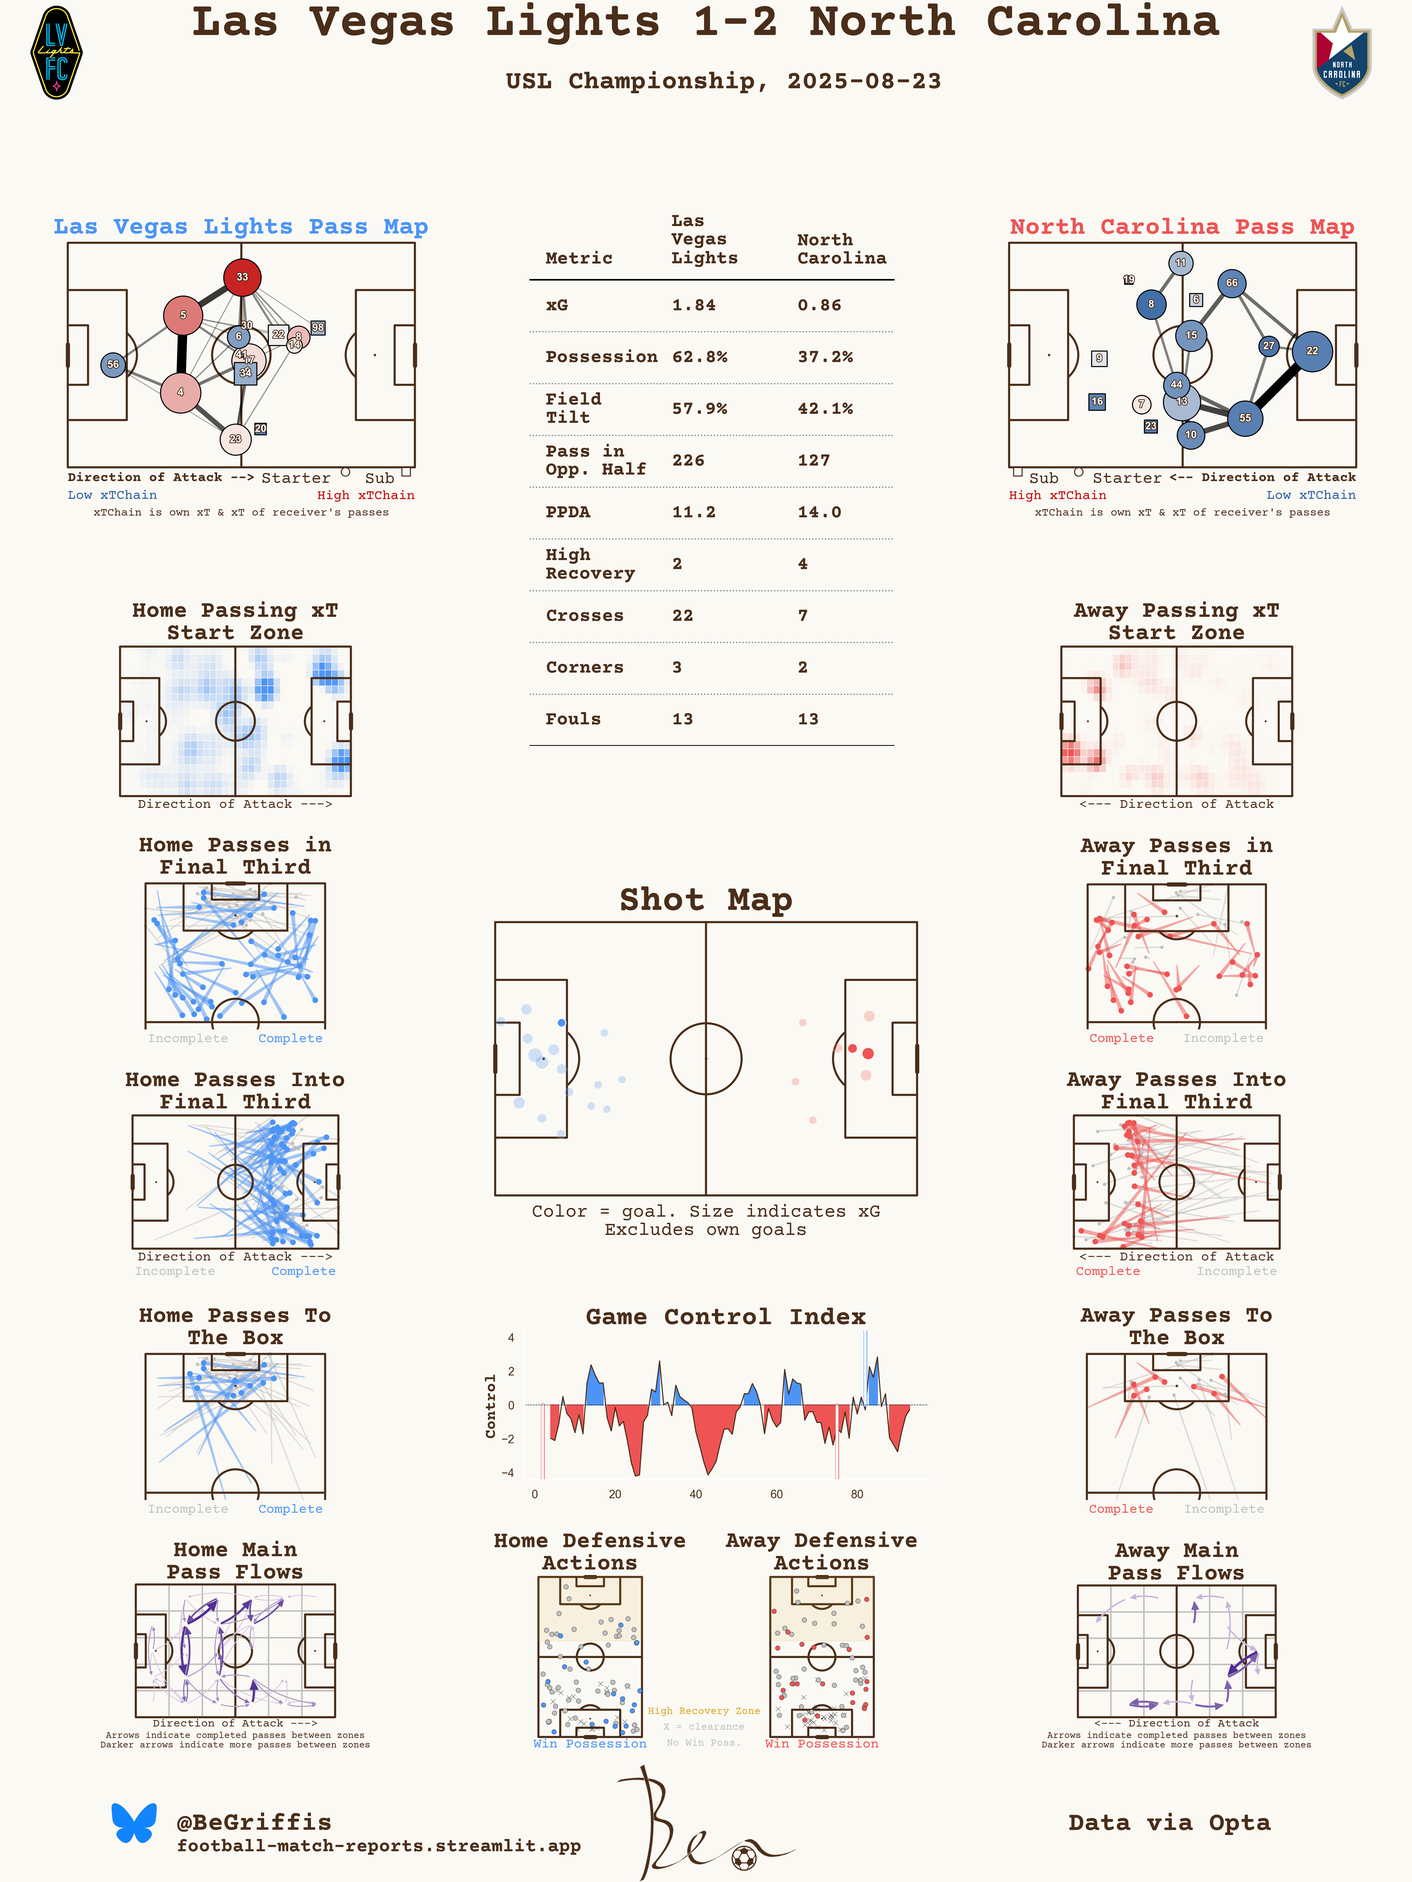 Las Vegas Lights 1-2 North Carolina
USL Championship, 2025-08-23
LV
Lights
FC
NORTH
CAROLINA
FC
Las Vegas Lights Pass Map
33
5
30
6
22
8
98
14
41
17
56
34
4
23
20
Direction of Attack --> Starter Sub
Low xTChain High xTChain
xTChain is own xT & xT of receiver's passes
Metric Las Vegas Lights North Carolina
xG 1.84 0.86
Possession 62.8% 37.2%
Field Tilt 57.9% 42.1%
Pass in Opp. Half 226 127
PPDA 11.2 14.0
High Recovery 2 4
Crosses 22 7
Corners 3 2
Fouls 13 13
North Carolina Pass Map
11
19
66
8
6
15
27
22
9
44
16
7
13
55
23
10
Sub Starter <-- Direction of Attack
High xTChain Low xTChain
xTChain is own xT & xT of receiver's passes
Home Passing xT
Start Zone
Direction of Attack --->
Away Passing xT
Start Zone
<--- Direction of Attack
Home Passes in
Final Third
Incomplete Complete
Away Passes in
Final Third
Complete Incomplete
Shot Map
Color = goal. Size indicates xG
Excludes own goals
Home Passes Into
Final Third
Direction of Attack --->
Incomplete Complete
Away Passes Into
Final Third
<--- Direction of Attack
Complete Incomplete
Home Passes To
The Box
Incomplete Complete
Game Control Index
Control
4
2
0
−2
−4
0 20 40 60 80
Away Passes To
The Box
Complete Incomplete
Home Main
Pass Flows
Direction of Attack --->
Arrows indicate completed passes between zones
Darker arrows indicate more passes between zones
Home Defensive
Actions
Win Possession
Away Defensive
Actions
Win Possession
High Recovery Zone
X = clearance
No Win Poss.
Away Main
Pass Flows
<--- Direction of Attack
Arrows indicate completed passes between zones
Darker arrows indicate more passes between zones
@BeGriffis
football-match-reports.streamlit.app
Ben
Data via Opta